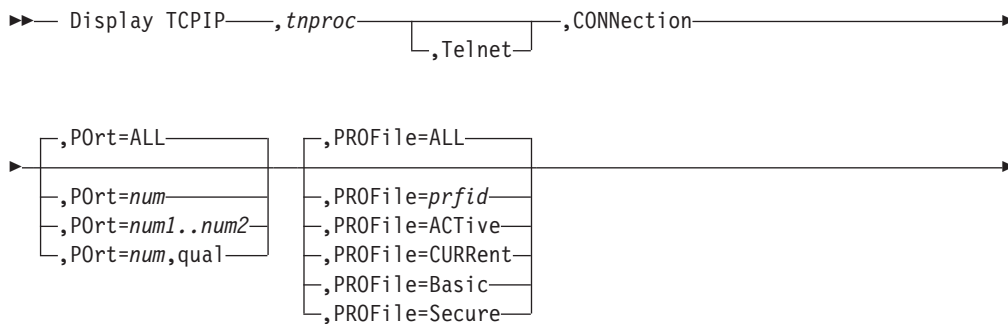 Display TCPIP ,tnproc ,CONNection
,Telnet
,POrt=ALL ,PROFile=ALL
,POrt=num ,PROFile=prfid
,POrt=num1..num2 ,PROFile=ACTive
,POrt=num,qual ,PROFile=CURRent
,PROFile=Basic
,PROFile=Secure